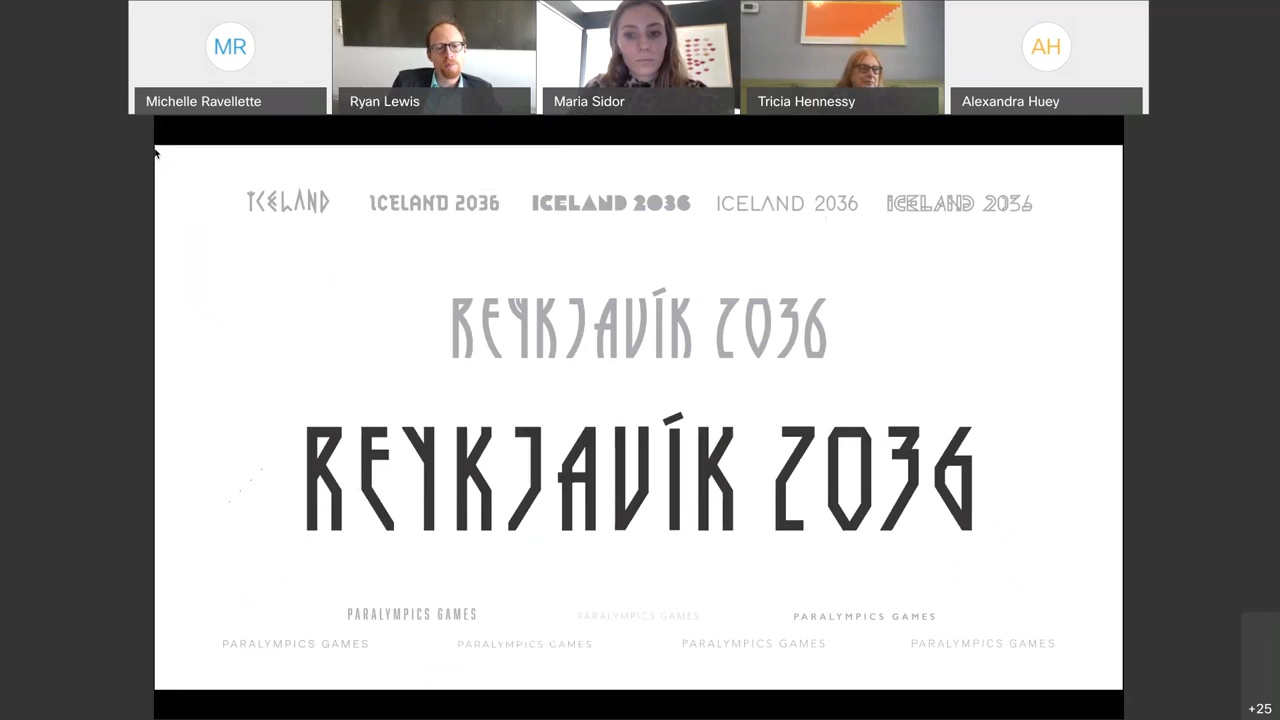 MR
AH
Michelle Ravellette
Ryan Lewis
Maria Sidor
Tricia Hennessy
Alexandra Huey
ICELAND
ICELAND 2036
ICELAND 2036
ICELAND 2036
ICELAND 2036
REYKJAVÍK 2036
REYKJAVÍK 2036
PARALYMPICS GAMES
PARALYMPICS GAMES
PARALYMPICS GAMES
PARALYMPICS GAMES
PARALYMPICS GAMES
PARALYMPICS GAMES
PARALYMPICS GAMES
+25